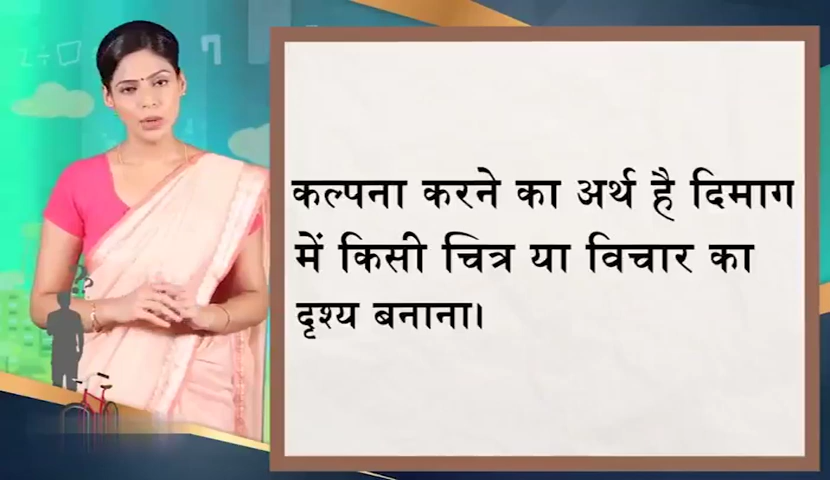 कल्पना करने का अर्थ है दिमाग
में किसी चित्र या विचार का
दृश्य बनाना।